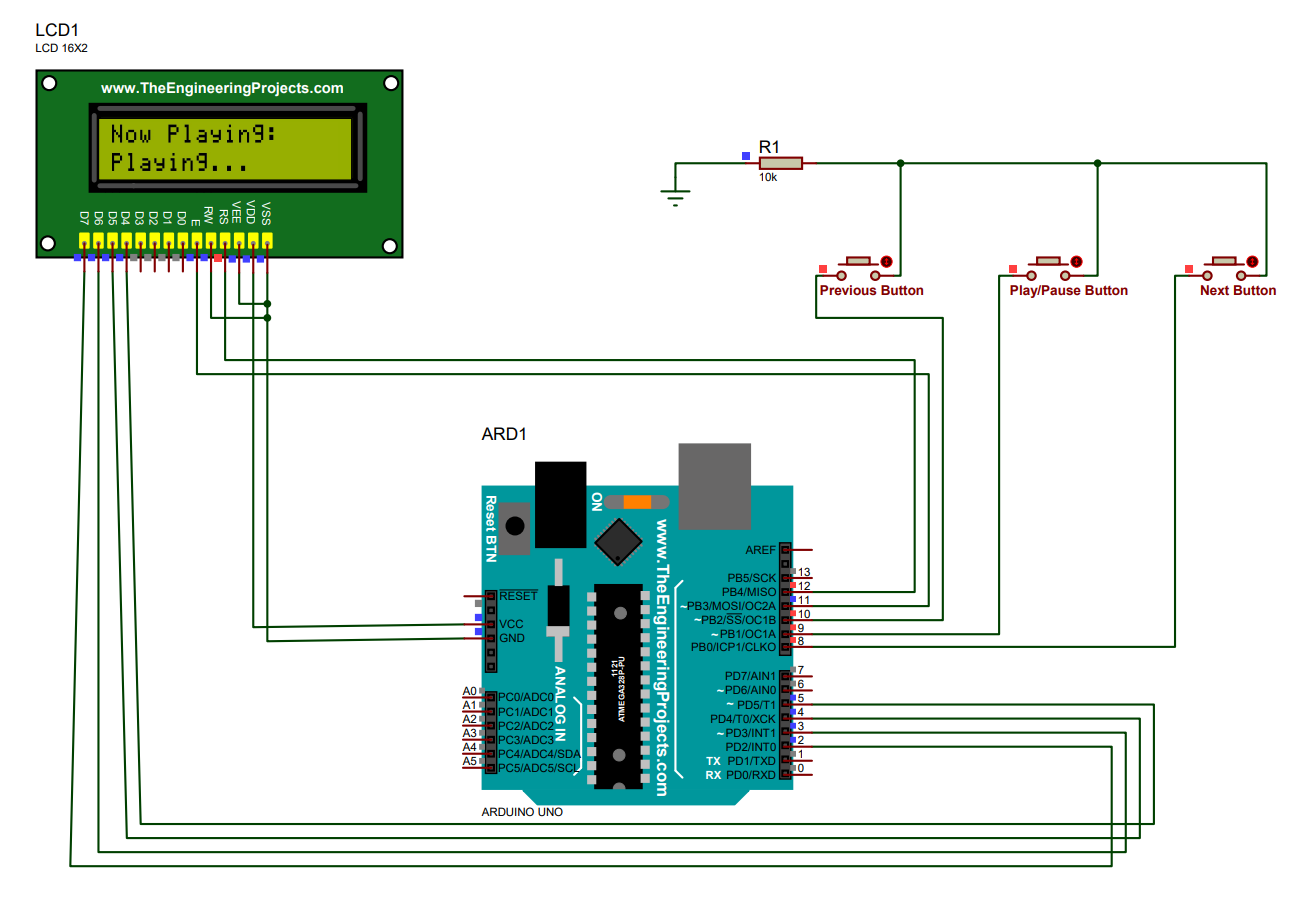 LCD1
LCD 16X2
www.TheEngineeringProjects.com
Now Playing:
Playing...
D7
D6
D5
D4
D3
D2
D1
D0
E
RW
RS
VEE
VDD
VSS
R1
10k
Previous Button
Play/Pause Button
Next Button
ARD1
Reset BTN
ON
www.TheEngineeringProjects.com
RESET
VCC
GND
ANALOG IN
1121
ATMEGA328P-PU
AREF
PB5/SCK 13
PB4/MISO 12
~PB3/MOSI/OC2A 11
~PB2/SS/OC1B 10
~PB1/OC1A 9
PB0/ICP1/CLKO 8
PD7/AIN1 7
~PD6/AIN0 6
~PD5/T1 5
PD4/T0/XCK 4
~PD3/INT1 3
PD2/INT0 2
TX PD1/TXD 1
RX PD0/RXD 0
A0 PC0/ADC0
A1 PC1/ADC1
A2 PC2/ADC2
A3 PC3/ADC3
A4 PC4/ADC4/SDA
A5 PC5/ADC5/SCL
ARDUINO UNO